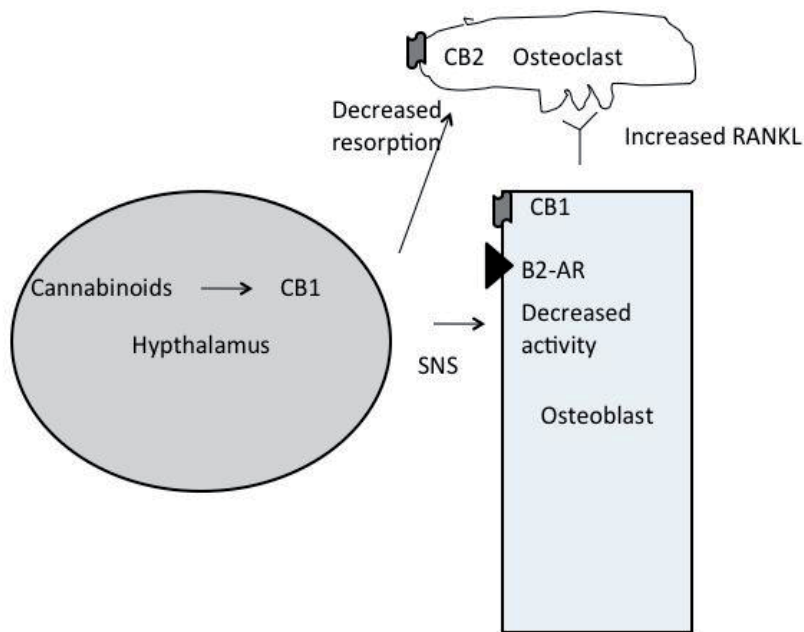 CB2 Osteoclast
Decreased
resorption
Increased RANKL
CB1
Cannabinoids CB1
B2-AR
Hypthalamus
Decreased
activity
SNS
Osteoblast